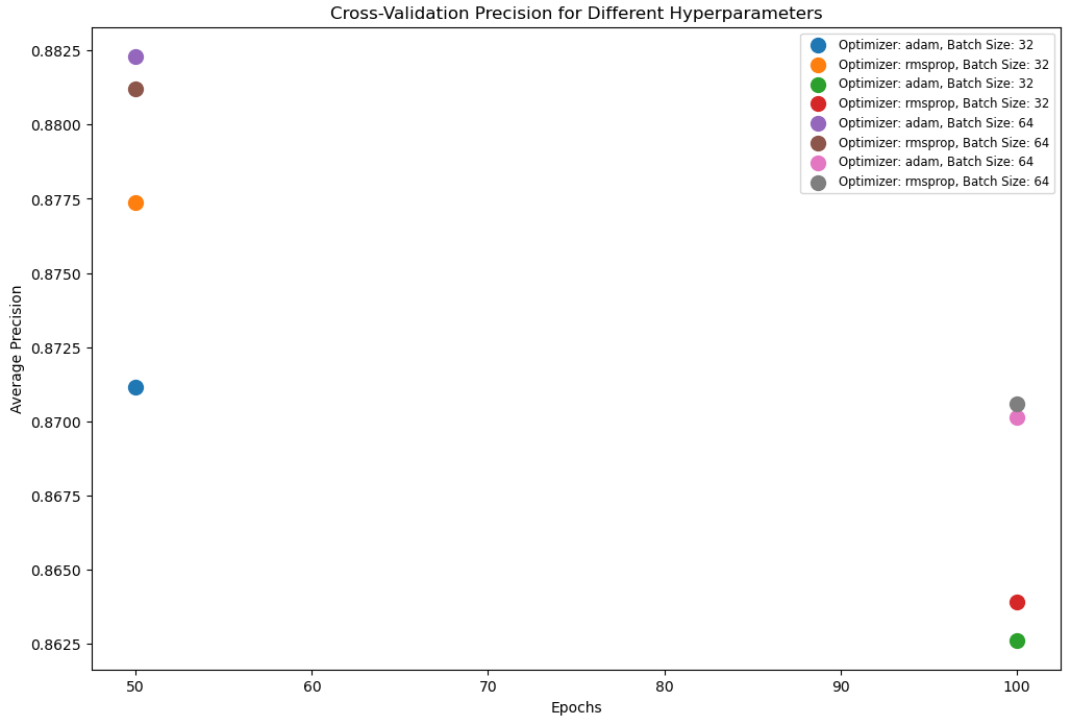 Cross-Validation Precision for Different Hyperparameters
Optimizer: adam, Batch Size: 32
Optimizer: rmsprop, Batch Size: 32
Optimizer: adam, Batch Size: 32
Optimizer: rmsprop, Batch Size: 32
Optimizer: adam, Batch Size: 64
Optimizer: rmsprop, Batch Size: 64
Optimizer: adam, Batch Size: 64
Optimizer: rmsprop, Batch Size: 64
Average Precision
0.8825
0.8800
0.8775
0.8750
0.8725
0.8700
0.8675
0.8650
0.8625
50 60 70 80 90 100
Epochs